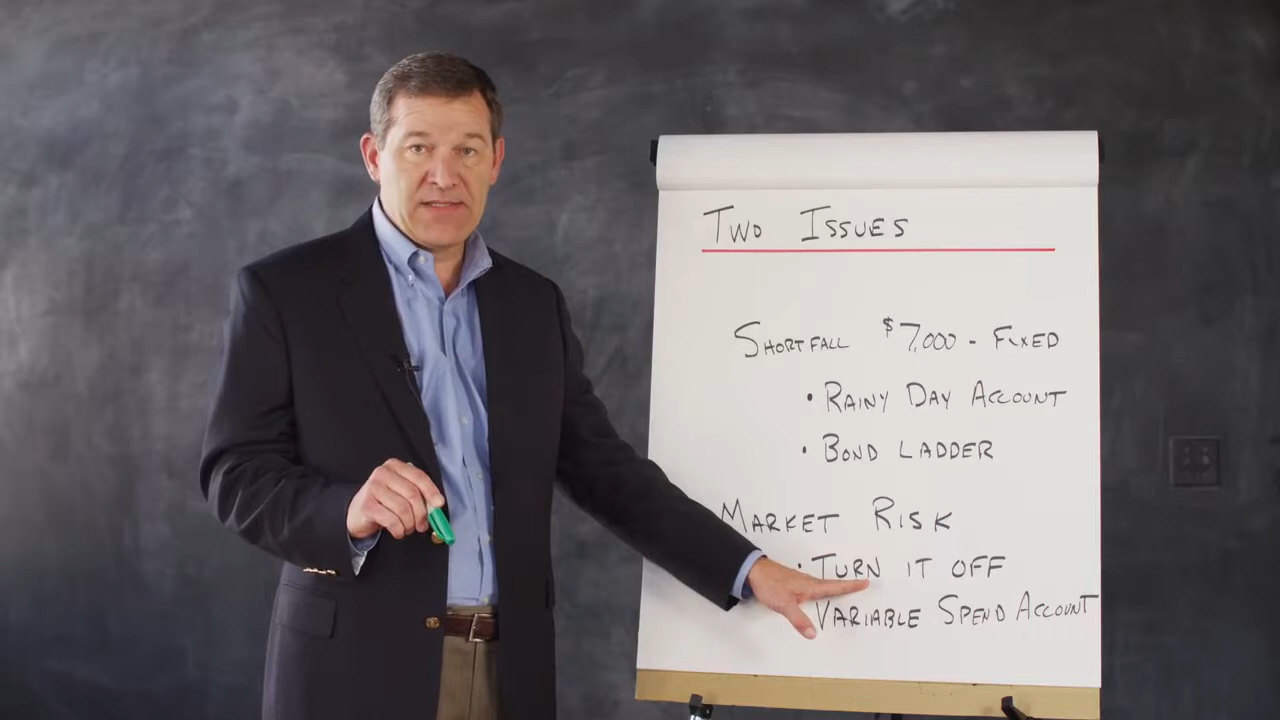 TWO ISSUES
SHORTFALL $7,000 - FIXED
• RAINY DAY ACCOUNT
• BOND LADDER
MARKET RISK
• TURN IT OFF
VARIABLE SPEND ACCOUNT